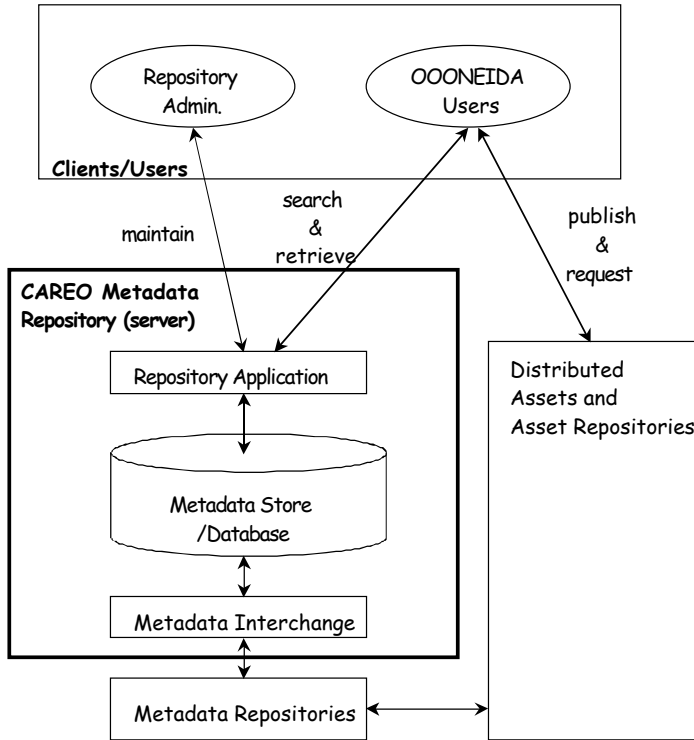 Repository
Admin.
OOONEIDA
Users
Clients/Users
maintain
search
&
retrieve
publish
&
request
CAREO Metadata
Repository (server)
Repository Application
Distributed
Assets and
Asset Repositories
Metadata Store
/Database
Metadata Interchange
Metadata Repositories